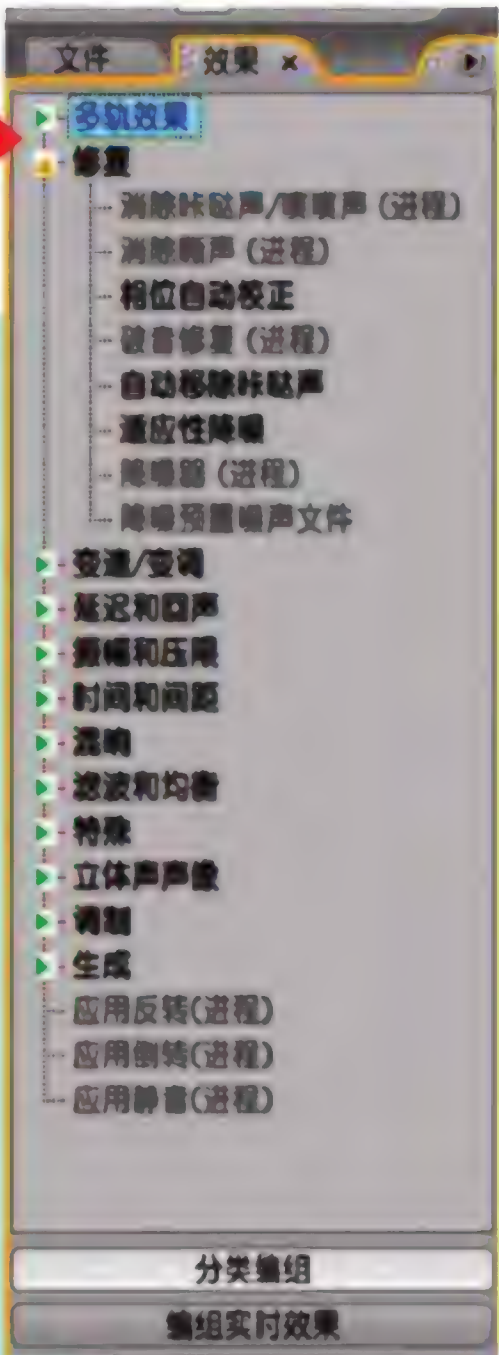 文件 效果 ×
多轨效果
修复
消除咔哒声/噗噗声 (进程)
消除嘶声 (进程)
相位自动校正
破音修复 (进程)
自动移除咔哒声
适应性降噪
降噪器 (进程)
降噪预置噪声文件
变速/变调
延迟和回声
振幅和压限
时间和间距
混响
滤波和均衡
特殊
立体声声像
调制
生成
应用反转(进程)
应用倒转(进程)
应用静音(进程)
分类编组
编组实时效果